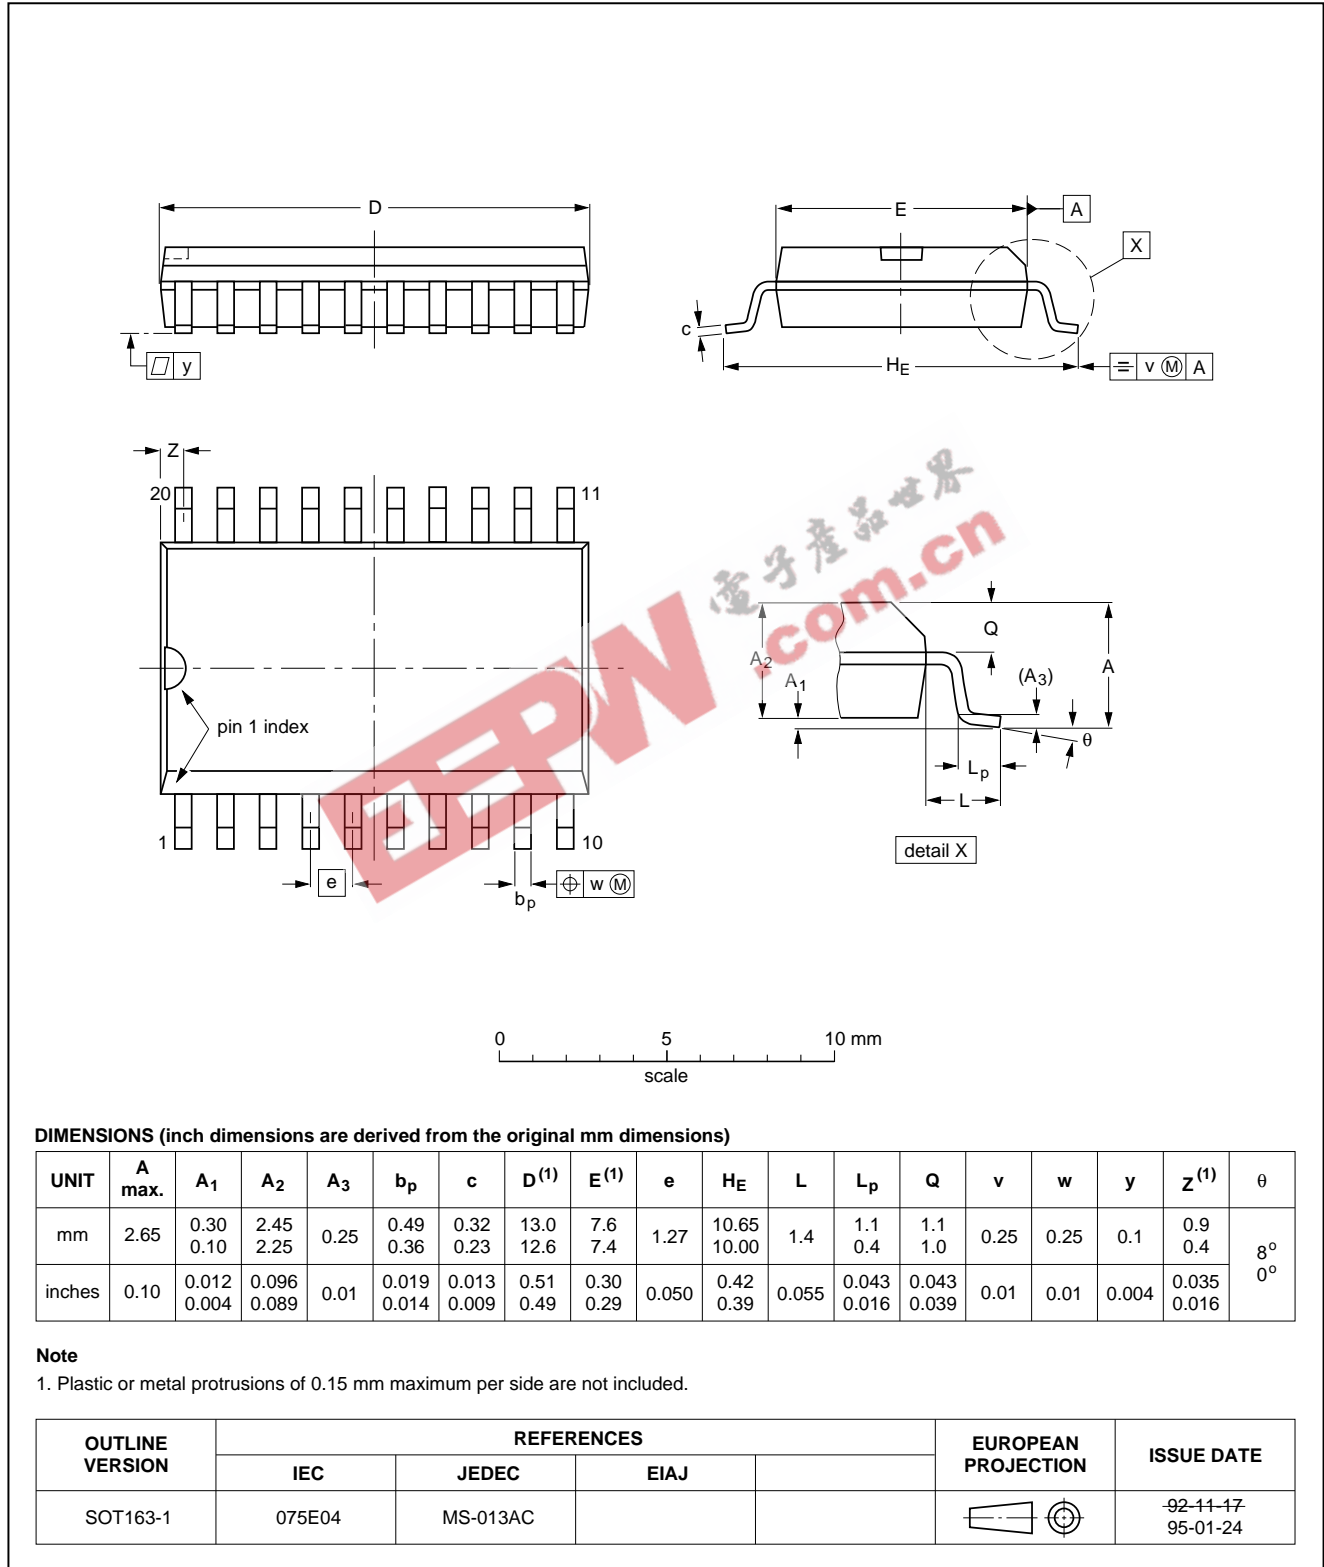 D
E
A
X
c
y
HE
v M A
Z
20
11
電子產品世界
EEPW
.com.cn
pin 1 index
1
10
e
bp
w M
A2
A1
Q
(A3)
A
θ
Lp
L
detail X
0 5 10 mm
scale
DIMENSIONS (inch dimensions are derived from the original mm dimensions)
UNIT A max. A1 A2 A3 bp c D(1) E(1) e HE L Lp Q v w y Z(1) θ
mm 2.65 0.30 0.10 2.45 2.25 0.25 0.49 0.36 0.32 0.23 13.0 12.6 7.6 7.4 1.27 10.65 10.00 1.4 1.1 0.4 1.1 1.0 0.25 0.25 0.1 0.9 0.4 8° 0°
inches 0.10 0.012 0.004 0.096 0.089 0.01 0.019 0.014 0.013 0.009 0.51 0.49 0.30 0.29 0.050 0.42 0.39 0.055 0.043 0.016 0.043 0.039 0.01 0.01 0.004 0.035 0.016
Note
1. Plastic or metal protrusions of 0.15 mm maximum per side are not included.
OUTLINE VERSION REFERENCES EUROPEAN PROJECTION ISSUE DATE
IEC JEDEC EIAJ
SOT163-1 075E04 MS-013AC 92-11-17
95-01-24